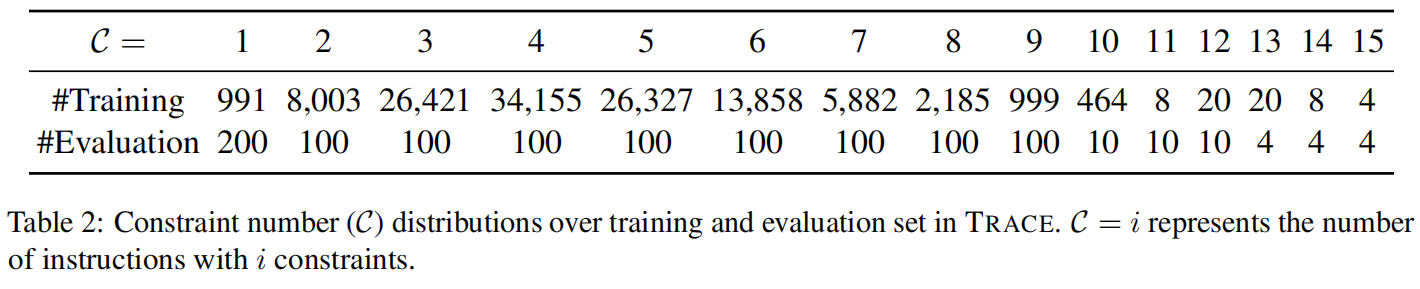 C = 1 2 3 4 5 6 7 8 9 10 11 12 13 14 15
#Training 991 8,003 26,421 34,155 26,327 13,858 5,882 2,185 999 464 8 20 20 8 4
#Evaluation 200 100 100 100 100 100 100 100 100 10 10 10 4 4 4
Table 2: Constraint number (C) distributions over training and evaluation set in TRACE. C = i represents the number
of instructions with i constraints.